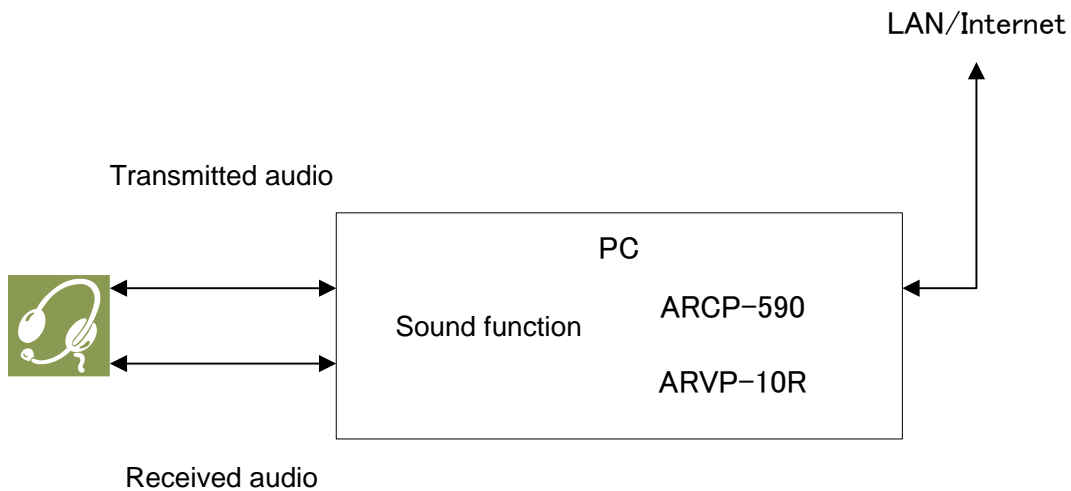 LAN/Internet
Transmitted audio
PC
ARCP-590
Sound function
ARVP-10R
Received audio